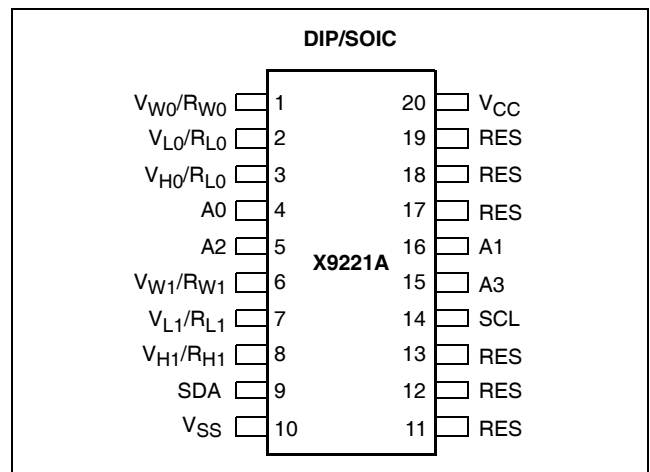 DIP/SOIC
V_W0/R_W0 1 20 V_CC
V_L0/R_L0 2 19 RES
V_H0/R_L0 3 18 RES
A0 4 17 RES
A2 5 16 A1
X9221A
V_W1/R_W1 6 15 A3
V_L1/R_L1 7 14 SCL
V_H1/R_H1 8 13 RES
SDA 9 12 RES
V_SS 10 11 RES